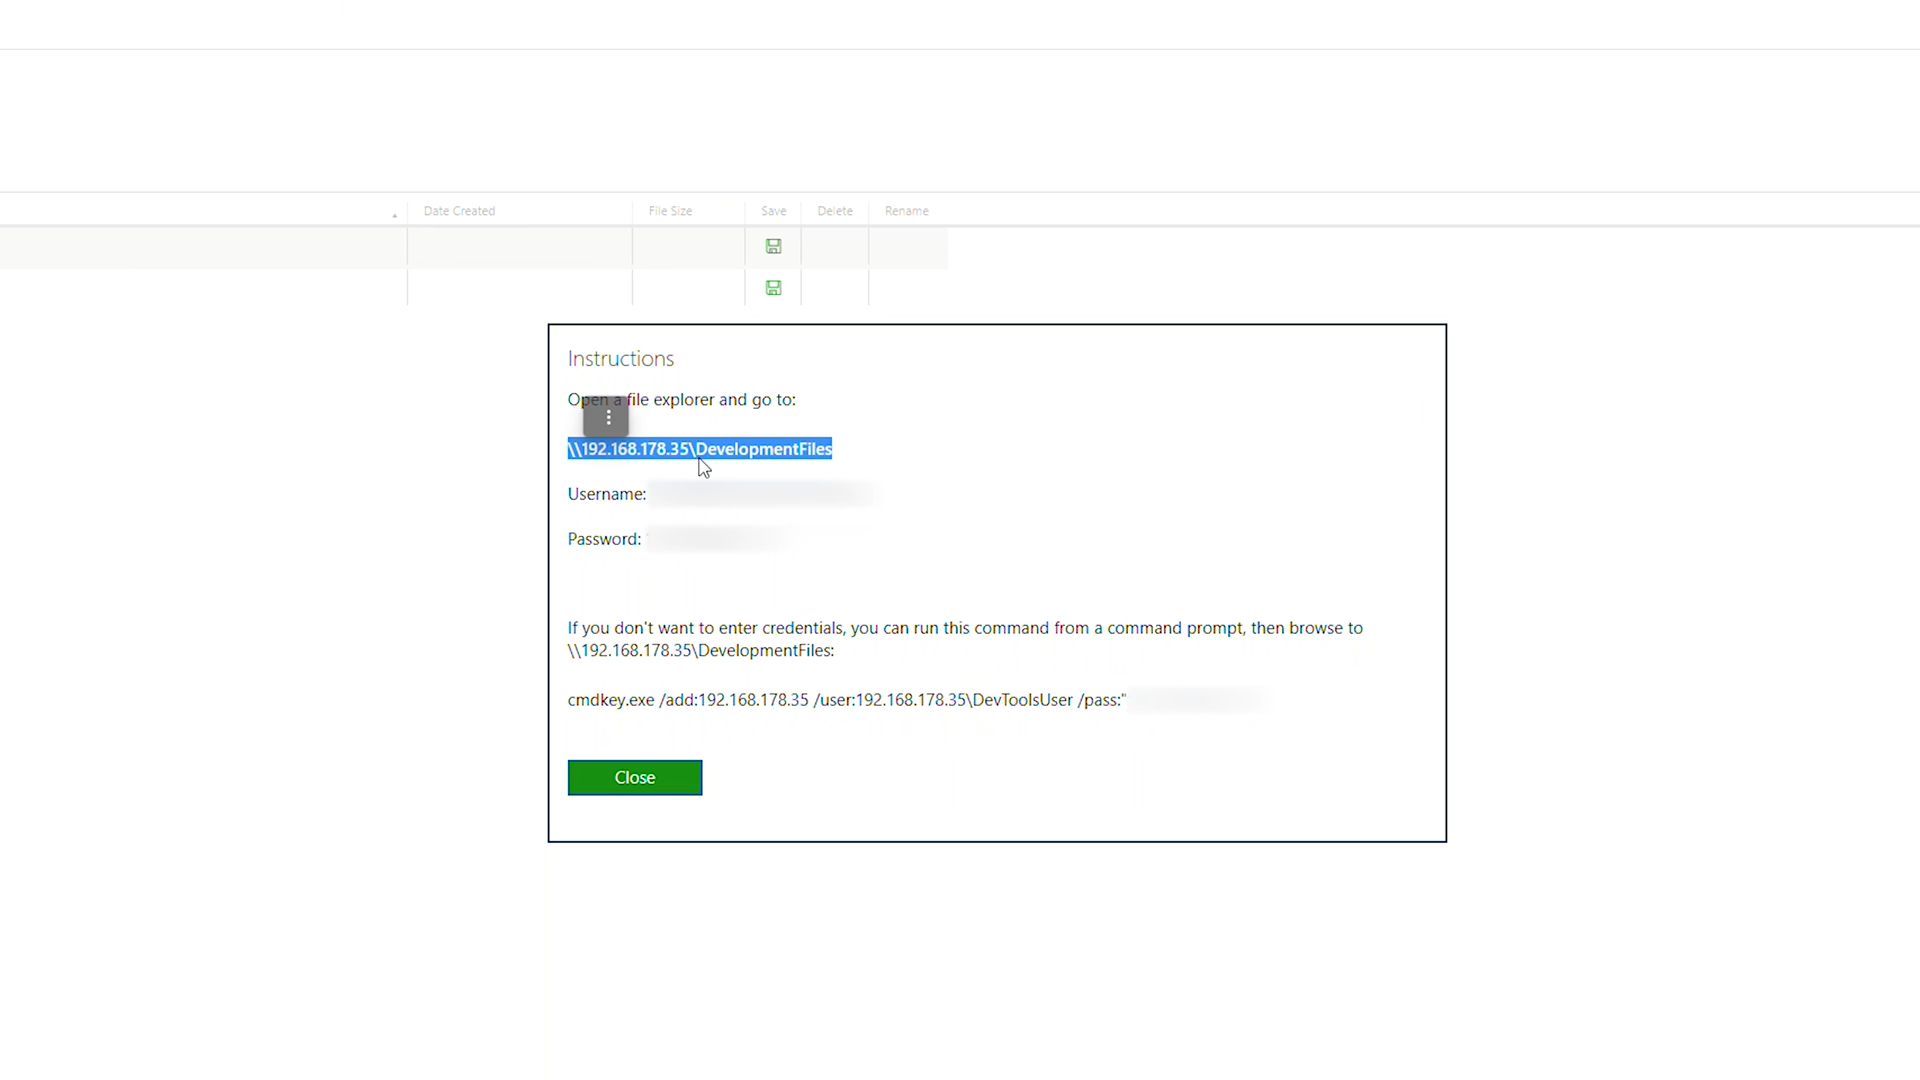 Date Created File Size Save Delete Rename
Instructions
Open a file explorer and go to:
\\192.168.178.35\DevelopmentFiles
Username:
Password:
If you don't want to enter credentials, you can run this command from a command prompt, then browse to
\\192.168.178.35\DevelopmentFiles:
cmdkey.exe /add:192.168.178.35 /user:192.168.178.35\DevToolsUser /pass:"
Close